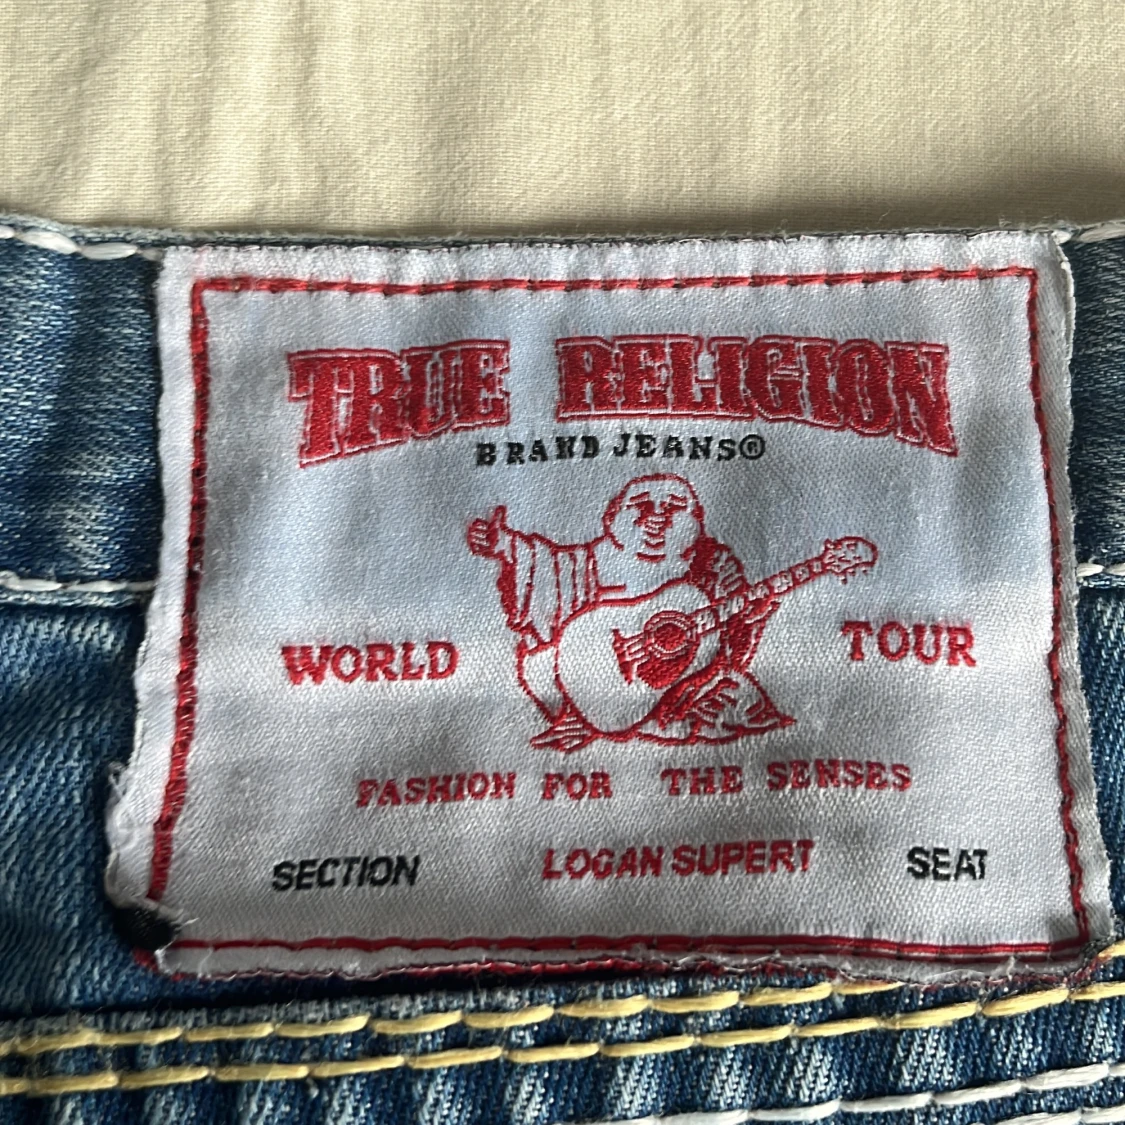 TRUE RELIGION
BRAND JEANS®
WORLD TOUR
FASHION FOR THE SENSES
SECTION LOGAN SUPERT SEAT